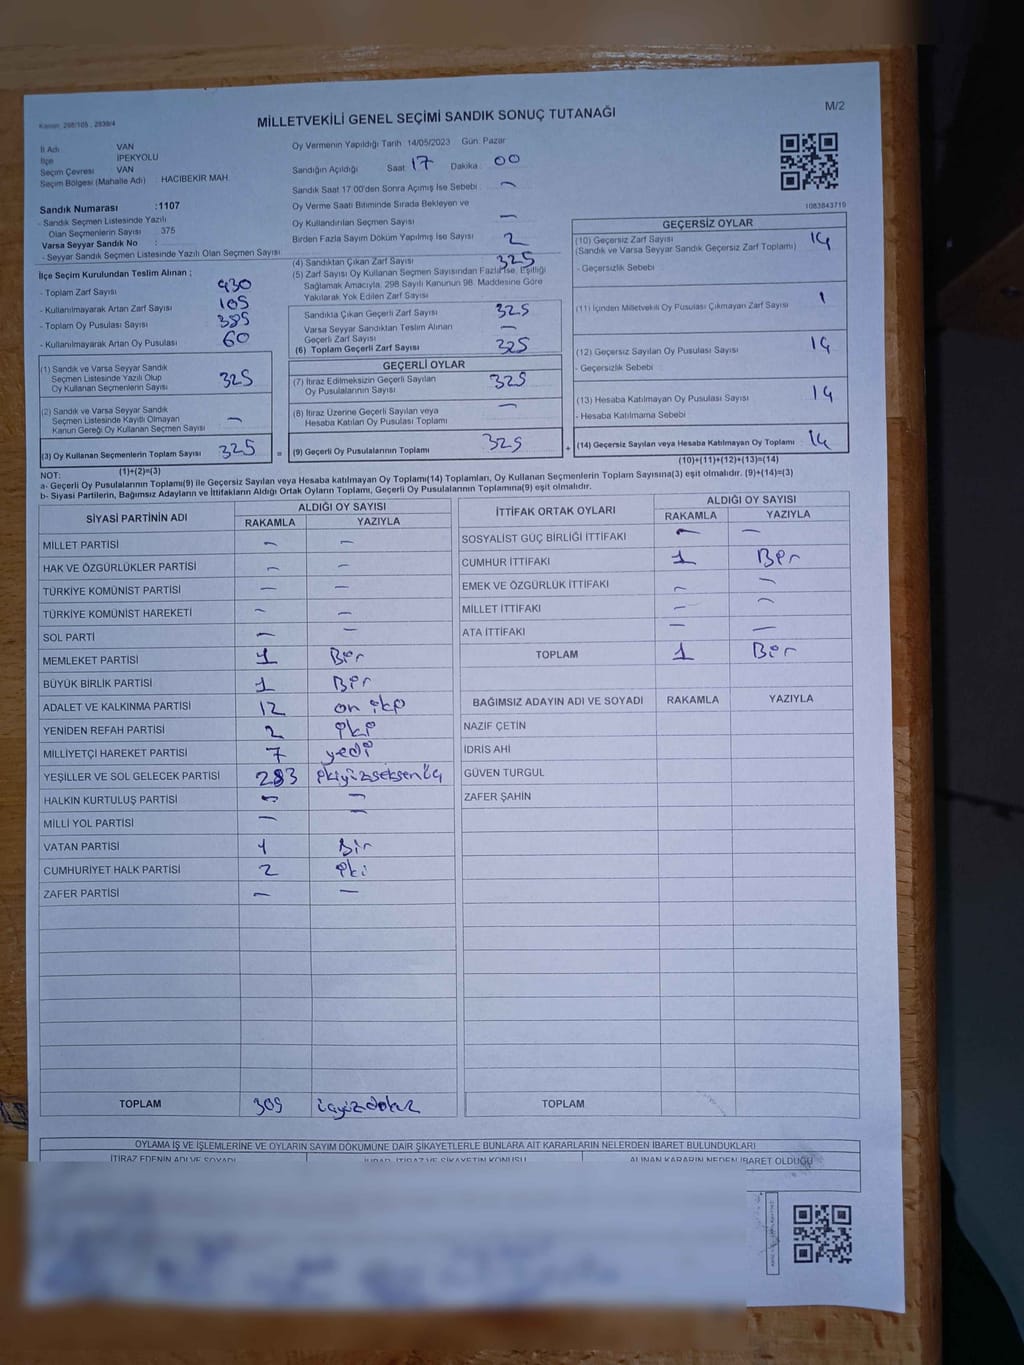 Kanun: 298/105 , 2839/4
MİLLETVEKİLİ GENEL SEÇİMİ SANDIK SONUÇ TUTANAĞI
M/2
İl Adı VAN
İlçe İPEKYOLU
Seçim Çevresi VAN
Seçim Bölgesi (Mahalle Adı) HACIBEKİR MAH.
Sandık Numarası :1107
- Sandık Seçmen Listesinde Yazılı
Olan Seçmenlerin Sayısı : 375
Varsa Seyyar Sandık No :
- Seyyar Sandık Seçmen Listesinde Yazılı Olan Seçmen Sayısı
Oy Vermenin Yapıldığı Tarih 14/05/2023 Gün: Pazar
Sandığın Açıldığı Saat 17 Dakika 00
Sandık Saat 17.00'den Sonra Açımış İse Sebebi : -
Oy Verme Saati Bitiminde Sırada Bekleyen ve
Oy Kullandırılan Seçmen Sayısı -
Birden Fazla Sayım Döküm Yapılmış İse Sayısı 2
1083843710
İlçe Seçim Kurulundan Teslim Alınan ;
- Toplam Zarf Sayısı 430
- Kullanılmayarak Artan Zarf Sayısı 105
- Toplam Oy Pusulası Sayısı 385
- Kullanılmayarak Artan Oy Pusulası 60
(1) Sandık ve Varsa Seyyar Sandık
Seçmen Listesinde Yazılı Olup
Oy Kullanan Seçmenlerin Sayısı 325
(2) Sandık ve Varsa Seyyar Sandık
Seçmen Listesinde Kayıtlı Olmayan
Kanun Gereği Oy Kullanan Seçmen Sayısı -
(3) Oy Kullanan Seçmenlerin Toplam Sayısı 325 =
(1)+(2)=(3)
(4) Sandıktan Çıkan Zarf Sayısı 325
(5) Zarf Sayısı Oy Kullanan Seçmen Sayısından Fazla İse, Eşitliği
Sağlamak Amacıyla, 298 Sayılı Kanunun 98. Maddesine Göre
Yakılarak Yok Edilen Zarf Sayısı
Sandıkta Çıkan Geçerli Zarf Sayısı 325
Varsa Seyyar Sandıktan Teslim Alınan
Geçerli Zarf Sayısı -
(6) Toplam Geçerli Zarf Sayısı 325
GEÇERLİ OYLAR
(7) İtiraz Edilmeksizin Geçerli Sayılan
Oy Pusulalarının Sayısı 325
(8) İtiraz Üzerine Geçerli Sayılan veya
Hesaba Katılan Oy Pusulası Toplamı -
(9) Geçerli Oy Pusulalarının Toplamı 325 +
GEÇERSİZ OYLAR
(10) Geçersiz Zarf Sayısı 14
(Sandık ve Varsa Seyyar Sandık Geçersiz Zarf Toplamı)
- Geçersizlik Sebebi
(11) İçinden Milletvekili Oy Pusulası Çıkmayan Zarf Sayısı
(12) Geçersiz Sayılan Oy Pusulası Sayısı 14
- Geçersizlik Sebebi
(13) Hesaba Katılmayan Oy Pusulası Sayısı 14
- Hesaba Katılmama Sebebi
(14) Geçersiz Sayılan veya Hesaba Katılmayan Oy Toplamı 14
(10)+(11)+(12)+(13)=(14)
NOT:
a- Geçerli Oy Pusulalarının Toplamı(9) ile Geçersiz Sayılan veya Hesaba katılmayan Oy Toplamı(14) Toplamları, Oy Kullanan Seçmenlerin Toplam Sayısına(3) eşit olmalıdır. (9)+(14)=(3)
b- Siyasi Partilerin, Bağımsız Adayların ve İttifakların Aldığı Ortak Oyların Toplamı, Geçerli Oy Pusulalarının Toplamına(9) eşit olmalıdır.
SİYASİ PARTİNİN ADI ALDIĞI OY SAYISI
RAKAMLA YAZIYLA
MİLLET PARTİSİ - -
HAK VE ÖZGÜRLÜKLER PARTİSİ - -
TÜRKİYE KOMÜNİST PARTİSİ - -
TÜRKİYE KOMÜNİST HAREKETİ - -
SOL PARTİ - -
MEMLEKET PARTİSİ 1 Bir
BÜYÜK BİRLİK PARTİSİ 1 Bir
ADALET VE KALKINMA PARTİSİ 12 on iki
YENİDEN REFAH PARTİSİ 2 iki
MİLLİYETÇİ HAREKET PARTİSİ 7 yedi
YEŞİLLER VE SOL GELECEK PARTİSİ 283 ikiyüzseksenüç
HALKIN KURTULUŞ PARTİSİ - -
MİLLİ YOL PARTİSİ - -
VATAN PARTİSİ 1 Bir
CUMHURİYET HALK PARTİSİ 2 iki
ZAFER PARTİSİ - -
TOPLAM 309 üçyüzdokuz
İTTİFAK ORTAK OYLARI ALDIĞI OY SAYISI
RAKAMLA YAZIYLA
SOSYALİST GÜÇ BİRLİĞİ İTTİFAKI - -
CUMHUR İTTİFAKI 1 Bir
EMEK VE ÖZGÜRLÜK İTTİFAKI - -
MİLLET İTTİFAKI - -
ATA İTTİFAKI - -
TOPLAM 1 Bir
BAĞIMSIZ ADAYIN ADI VE SOYADI RAKAMLA YAZIYLA
NAZİF ÇETİN
İDRİS AHİ
GÜVEN TURGUL
ZAFER ŞAHİN
TOPLAM
OYLAMA İŞ VE İŞLEMLERİNE VE OYLARIN SAYIM DÖKÜMÜNE DAİR ŞİKAYETLERLE BUNLARA AİT KARARLARIN NELERDEN İBARET BULUNDUKLARI
İTİRAZ EDENİN ADI VE SOYADI İHBAR, İTİRAZ VE ŞİKAYETİN KONUSU ALINAN KARARIN NEDEN İBARET OLDUĞU